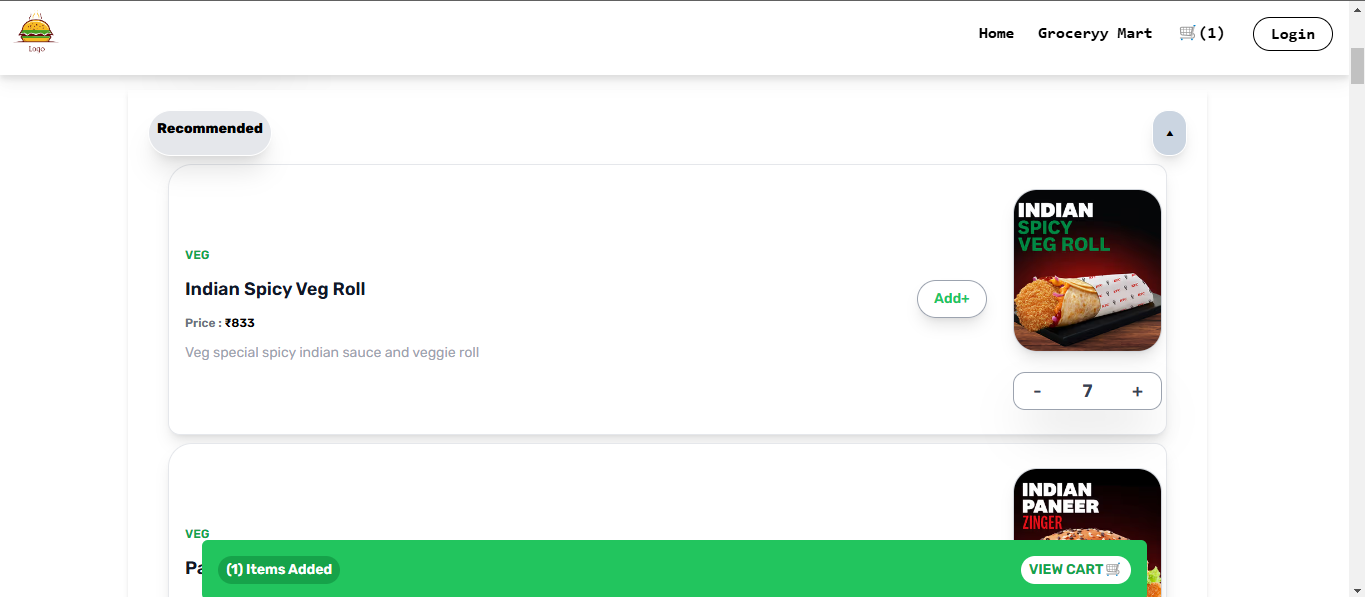 Logo
Home Groceryy Mart 🛒(1) Login
Recommended
▲
VEG
Indian Spicy Veg Roll
Price : ₹833
Veg special spicy indian sauce and veggie roll
Add+
INDIAN
SPICY
VEG ROLL
- 7 +
VEG
Pa
INDIAN
PANEER
ZINGER
(1) Items Added
VIEW CART🛒